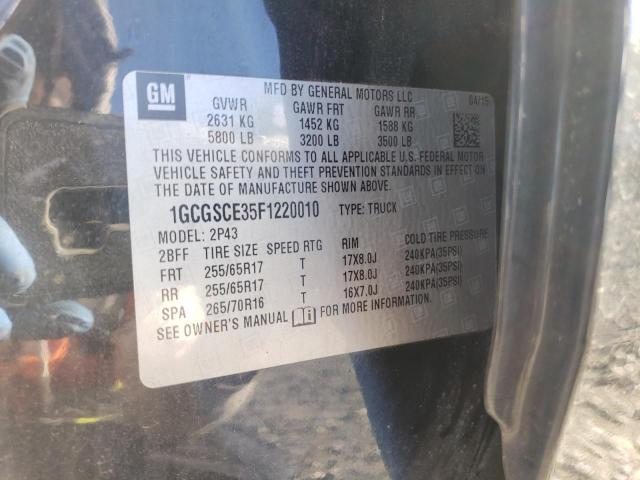 GM
MFD BY GENERAL MOTORS LLC 04/15
GVWR GAWR FRT GAWR RR
2631 KG 1452 KG 1588 KG
5800 LB 3200 LB 3500 LB
THIS VEHICLE CONFORMS TO ALL APPLICABLE U.S. FEDERAL MOTOR
VEHICLE SAFETY AND THEFT PREVENTION STANDARDS IN EFFECT ON
THE DATE OF MANUFACTURE SHOWN ABOVE.
1GCGSCE35F1220010 TYPE: TRUCK
MODEL: 2P43
2BFF TIRE SIZE SPEED RTG RIM COLD TIRE PRESSURE
FRT 255/65R17 T 17X8.0J 240KPA(35PSI)
RR 255/65R17 T 17X8.0J 240KPA(35PSI)
SPA 265/70R16 T 16X7.0J 240KPA(35PSI)
SEE OWNER'S MANUAL FOR MORE INFORMATION.